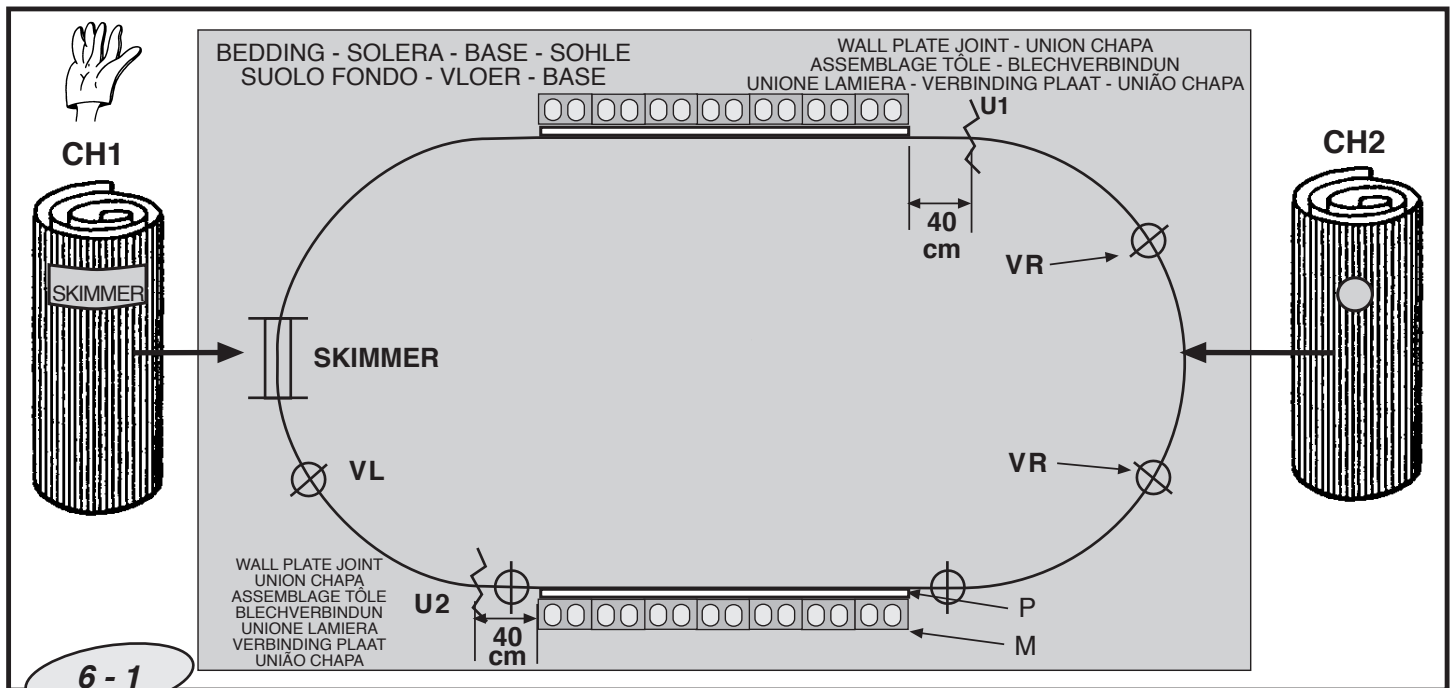 BEDDING - SOLERA - BASE - SOHLE
SUOLO FONDO - VLOER - BASE
WALL PLATE JOINT - UNION CHAPA
ASSEMBLAGE TÔLE - BLECHVERBINDUN
UNIONE LAMIERA - VERBINDING PLAAT - UNIÃO CHAPA
U1
CH1
CH2
40
cm
VR
SKIMMER
SKIMMER
VL
VR
WALL PLATE JOINT
UNION CHAPA
ASSEMBLAGE TÔLE
BLECHVERBINDUN
UNIONE LAMIERA
VERBINDING PLAAT
UNIÃO CHAPA
U2
40
cm
P
M
6 - 1